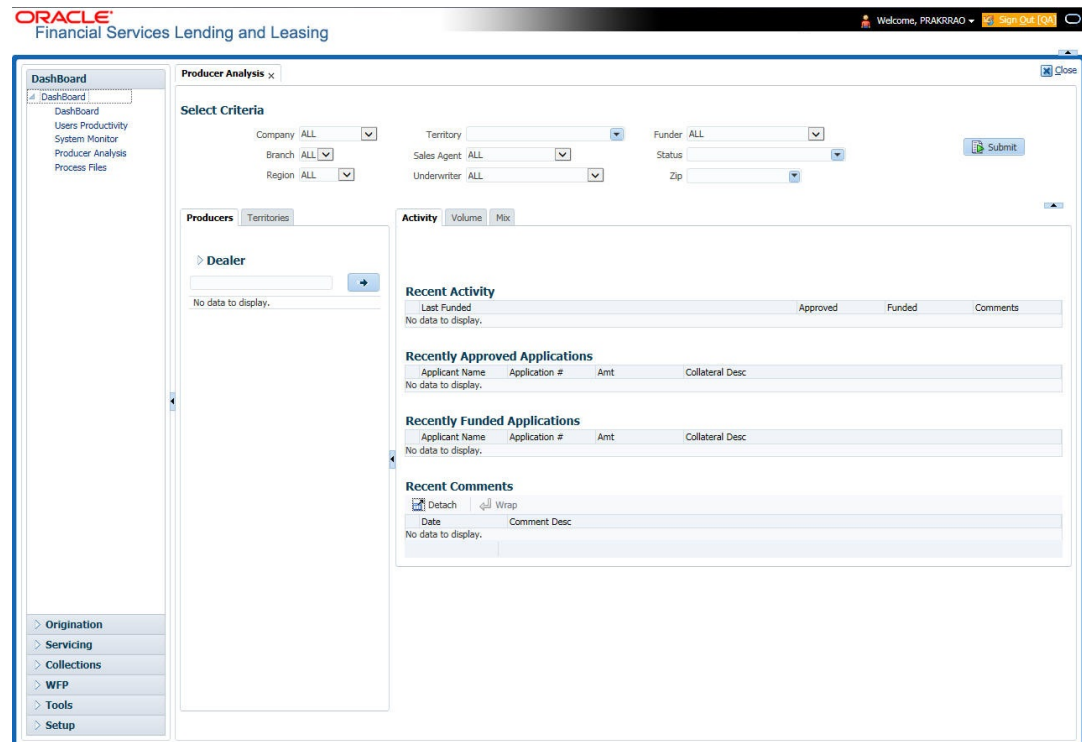 ORACLE
Financial Services Lending and Leasing
Welcome, PRAKRRAO
Sign Out [QA]
DashBoard
DashBoard
DashBoard
Users Productivity
System Monitor
Producer Analysis
Process Files
Origination
Servicing
Collections
WFP
Tools
Setup
Producer Analysis
Close
Select Criteria
Company ALL Territory Funder ALL
Submit
Branch ALL Sales Agent ALL Status
Region ALL Underwriter ALL Zip
Producers Territories
Dealer
No data to display.
Activity Volume Mix
Recent Activity
Last Funded Approved Funded Comments
No data to display.
Recently Approved Applications
Applicant Name Application # Amt Collateral Desc
No data to display.
Recently Funded Applications
Applicant Name Application # Amt Collateral Desc
No data to display.
Recent Comments
Detach Wrap
Date Comment Desc
No data to display.